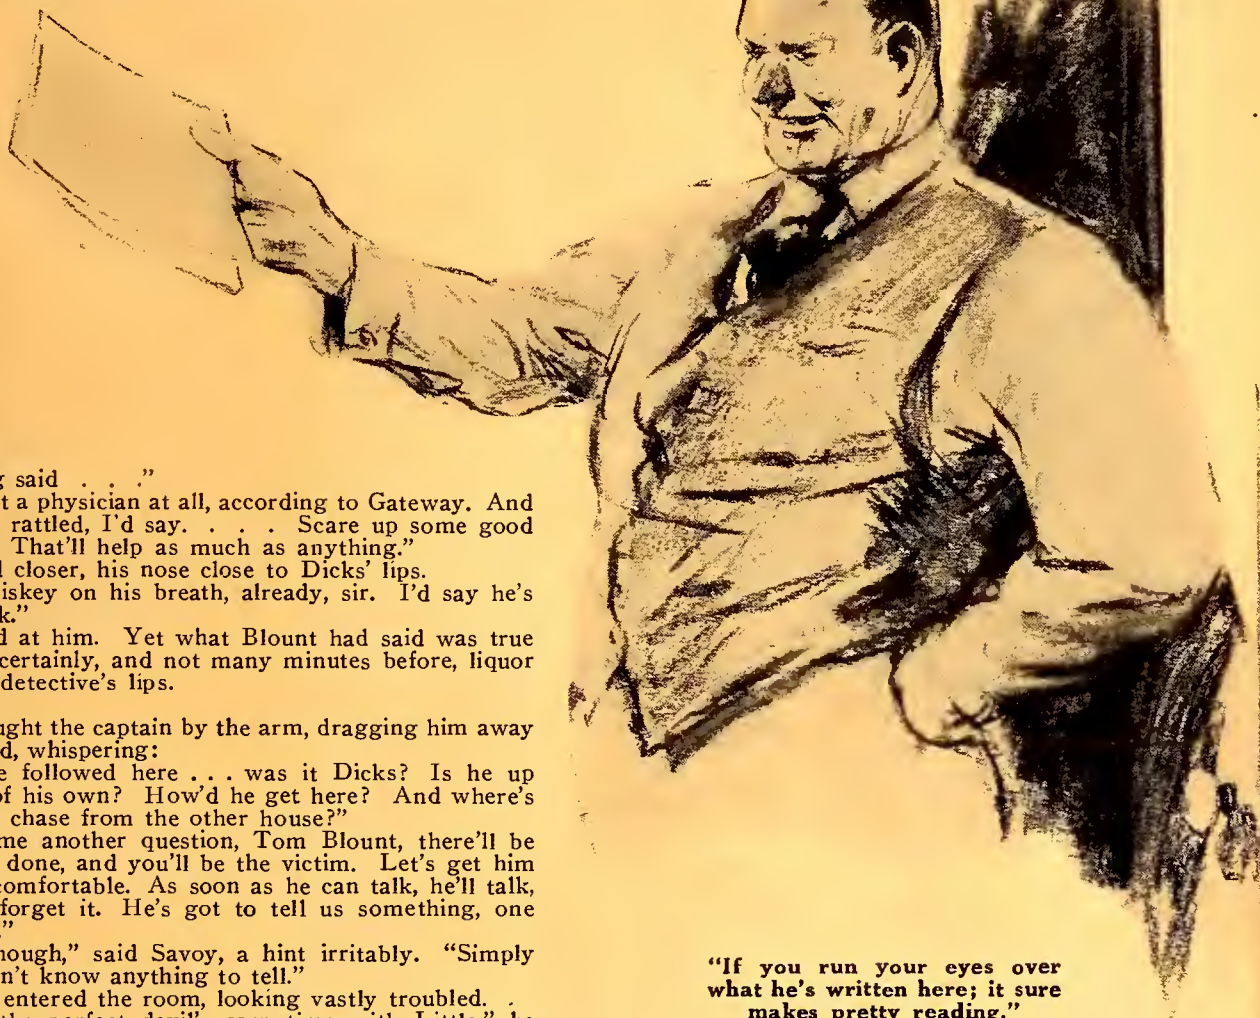 said . . .”
t a physician at all, according to Gateway. And
rattled, I’d say. . . . Scare up some good
That’ll help as much as anything.”
closer, his nose close to Dicks’ lips.
iskey on his breath, already, sir. I’d say he’s
k.”
d at him. Yet what Blount had said was true
certainly, and not many minutes before, liquor
detective’s lips.
ught the captain by the arm, dragging him away
d, whispering:
e followed here . . . was it Dicks? Is he up
of his own? How’d he get here? And where’s
chase from the other house?”
me another question, Tom Blount, there’ll be
done, and you’ll be the victim. Let’s get him
comfortable. As soon as he can talk, he’ll talk,
forget it. He’s got to tell us something, one
”
nough,” said Savoy, a hint irritably. “Simply
n’t know anything to tell.”
entered the room, looking vastly troubled. .
“If you run your eyes over
what he’s written here; it sure
makes pretty reading.”